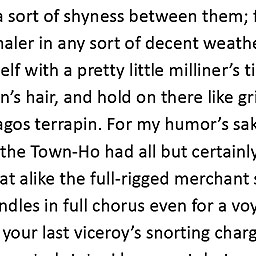 a sort of shyness between them;
haler in any sort of decent weathe
elf with a pretty little milliner’s ti
n’s hair, and hold on there like gri
agos terrapin. For my humor’s sak
the Town-Ho had all but certainly
at alike the full-rigged merchant s
ndles in full chorus even for a voy
your last viceroy’s snorting charg